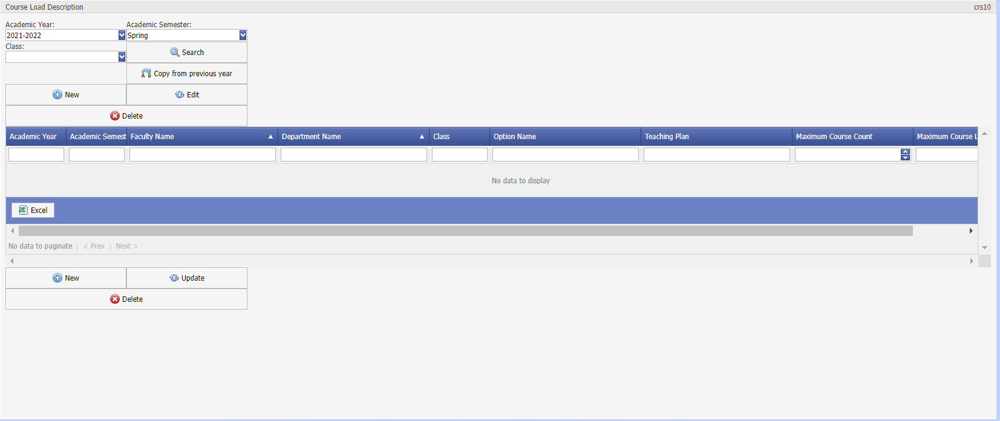 Course Load Description crs10
Academic Year: Academic Semester:
2021-2022 Spring
Class:
Search
Copy from previous year
New Edit
Delete
Academic Year Academic Semest Faculty Name ▲ Department Name ▲ Class Option Name Teaching Plan Maximum Course Count Maximum Course L
No data to display
Excel
No data to paginate | < Prev | Next >
New Update
Delete